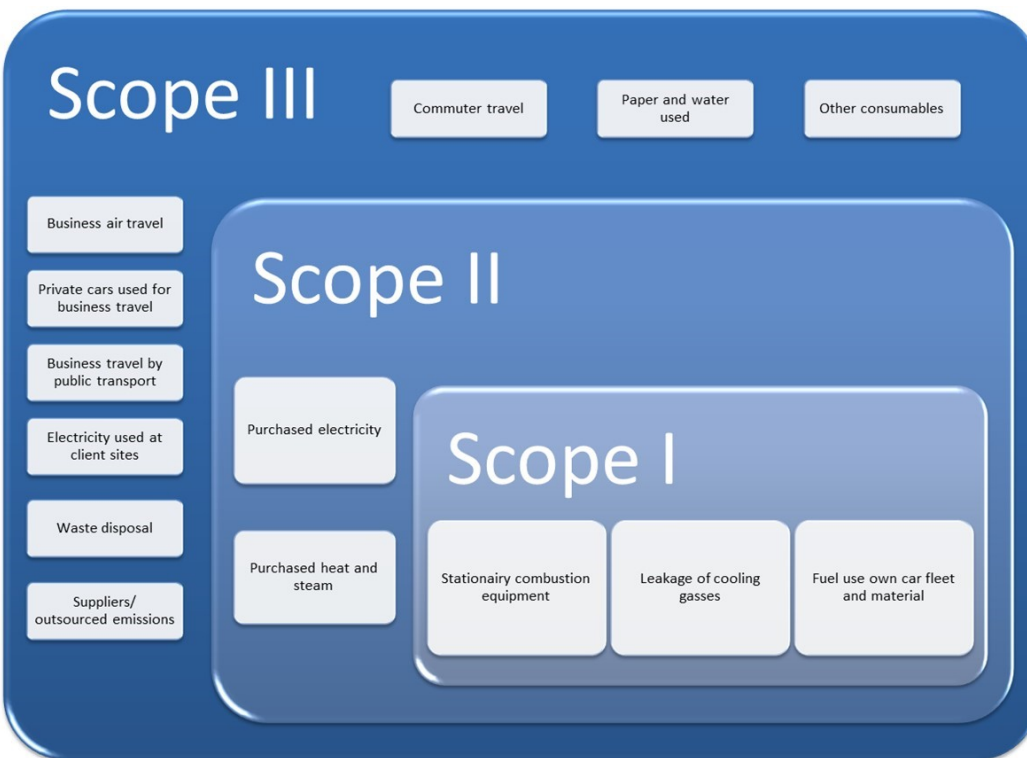 Scope III
Commuter travel
Paper and water
used
Other consumables
Business air travel
Private cars used for
business travel
Business travel by
public transport
Electricity used at
client sites
Waste disposal
Suppliers/
outsourced emissions
Scope II
Purchased electricity
Purchased heat and
steam
Scope I
Stationairy combustion
equipment
Leakage of cooling
gasses
Fuel use own car fleet
and material